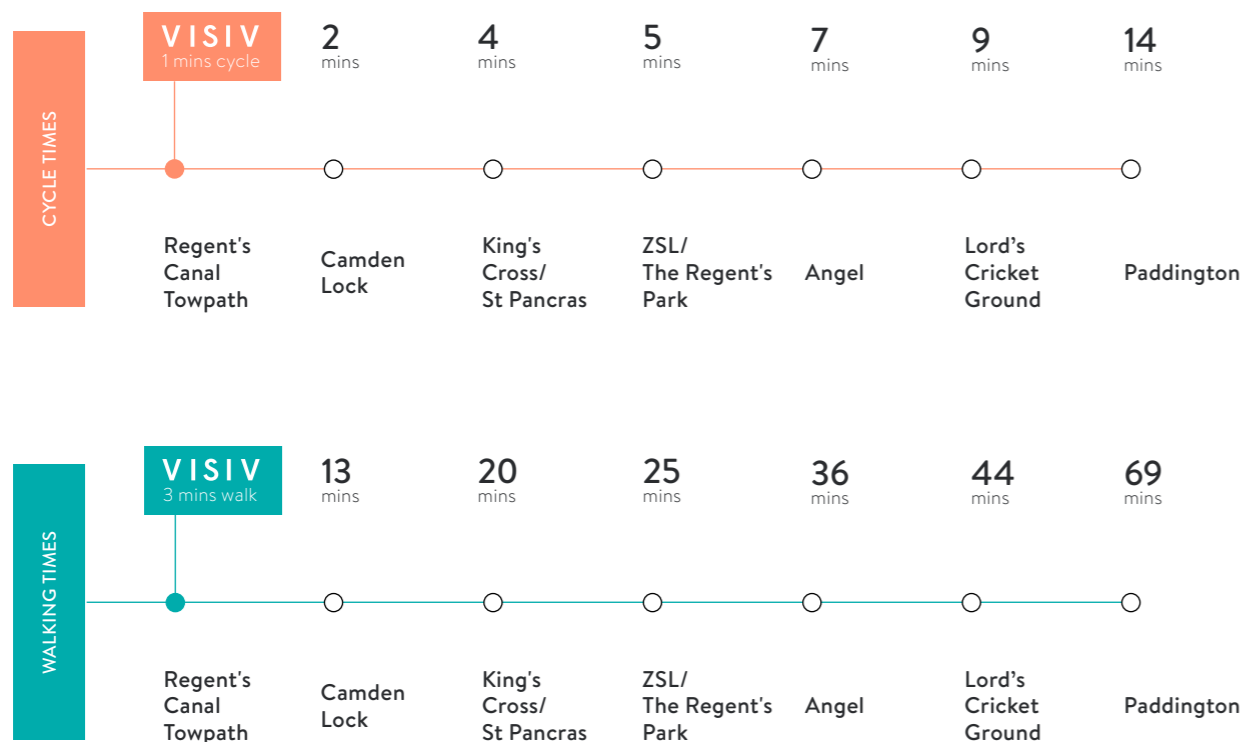 CYCLE TIMES
VISIV
1 mins cycle
2
mins
4
mins
5
mins
7
mins
9
mins
14
mins
Regent's
Canal
Towpath
Camden
Lock
King's
Cross/
St Pancras
ZSL/
The Regent's
Park
Angel
Lord’s
Cricket
Ground
Paddington
WALKING TIMES
VISIV
3 mins walk
13
mins
20
mins
25
mins
36
mins
44
mins
69
mins
Regent's
Canal
Towpath
Camden
Lock
King's
Cross/
St Pancras
ZSL/
The Regent's
Park
Angel
Lord’s
Cricket
Ground
Paddington